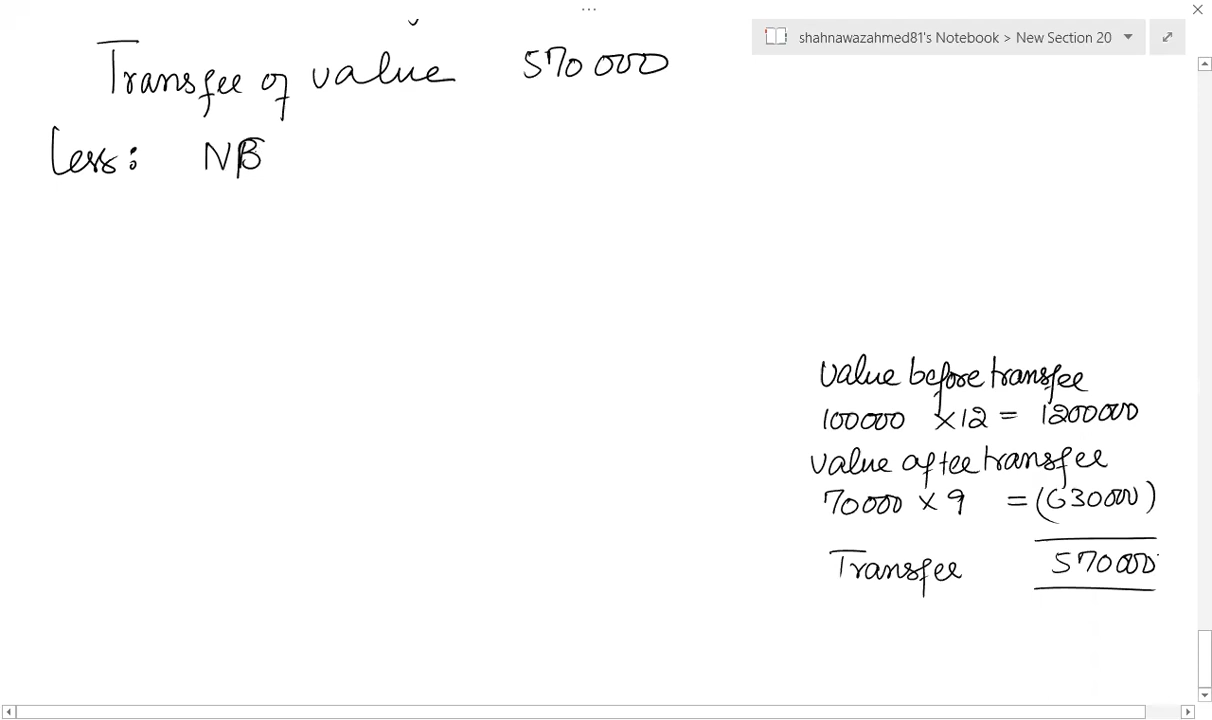 shahnawazahmed81's Notebook > New Section 20
Transfer of value 570000
Less: NB
Value before transfer
100000 ×12 = 1200000
Value after transfer
70000 × 9 = (630000)
Transfer 570000